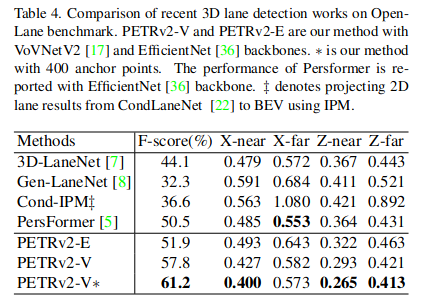 Table 4. Comparison of recent 3D lane detection works on Open-
Lane benchmark. PETRv2-V and PETRv2-E are our method with
VoVNetV2 [17] and EfficientNet [36] backbones. * is our method
with 400 anchor points. The performance of Persformer is re-
ported with EfficientNet [36] backbone. ‡ denotes projecting 2D
lane results from CondLaneNet [22] to BEV using IPM.
Methods F-score(%) X-near X-far Z-near Z-far
3D-LaneNet [7] 44.1 0.479 0.572 0.367 0.443
Gen-LaneNet [8] 32.3 0.591 0.684 0.411 0.521
Cond-IPM‡ 36.6 0.563 1.080 0.421 0.892
PersFormer [5] 50.5 0.485 0.553 0.364 0.431
PETRv2-E 51.9 0.493 0.643 0.322 0.463
PETRv2-V 57.8 0.427 0.582 0.293 0.421
PETRv2-V* 61.2 0.400 0.573 0.265 0.413